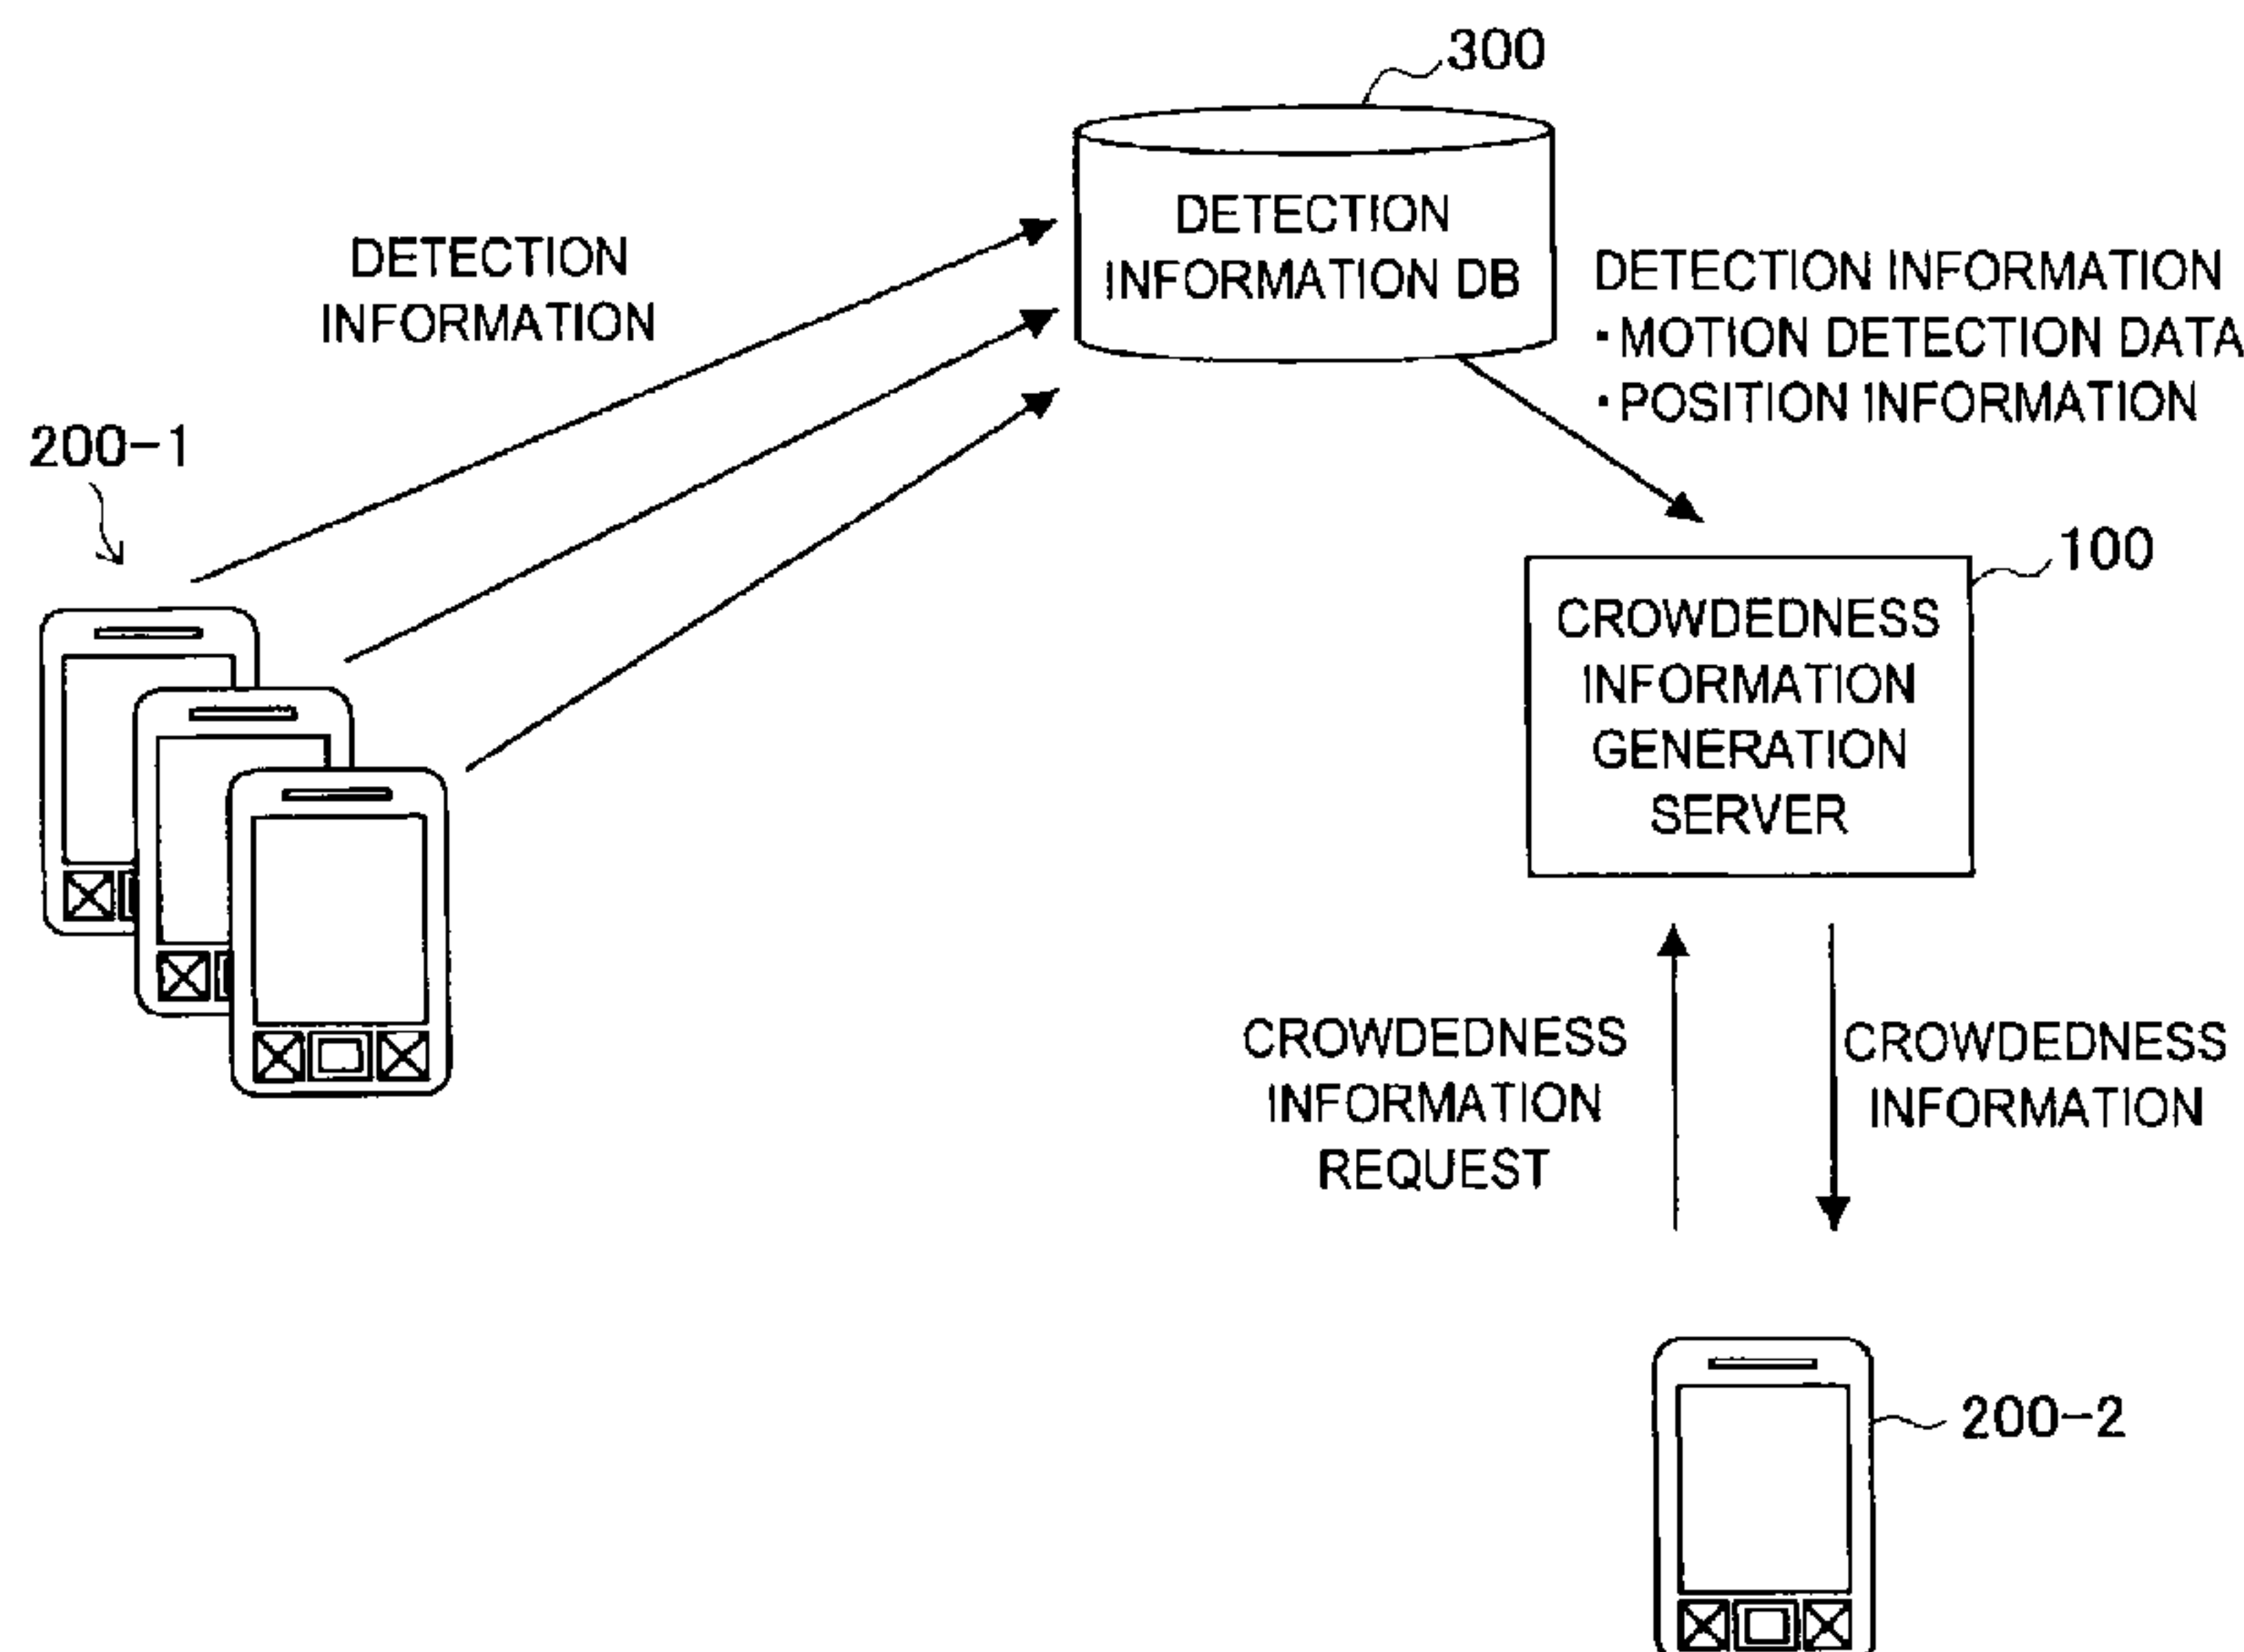 300
DETECTION
INFORMATION DB
DETECTION
INFORMATION
DETECTION INFORMATION
・MOTION DETECTION DATA
・POSITION INFORMATION
200-1
100
CROWDEDNESS
INFORMATION
GENERATION
SERVER
CROWDEDNESS
INFORMATION
REQUEST
CROWDEDNESS
INFORMATION
200-2